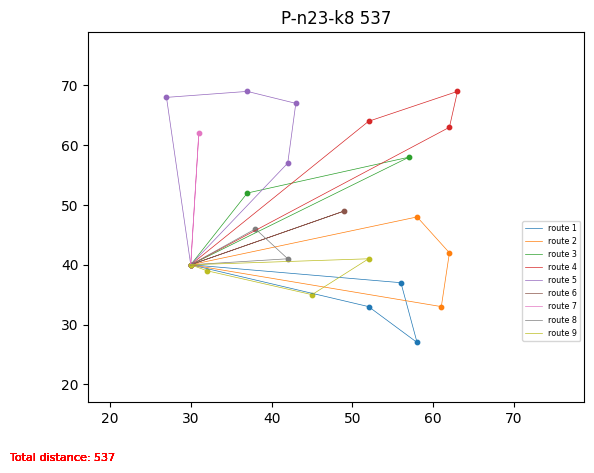 P-n23-k8 537
70
60
50
40
30
20
20
30
40
50
60
70
route 1
route 2
route 3
route 4
route 5
route 6
route 7
route 8
route 9
Total distance: 537